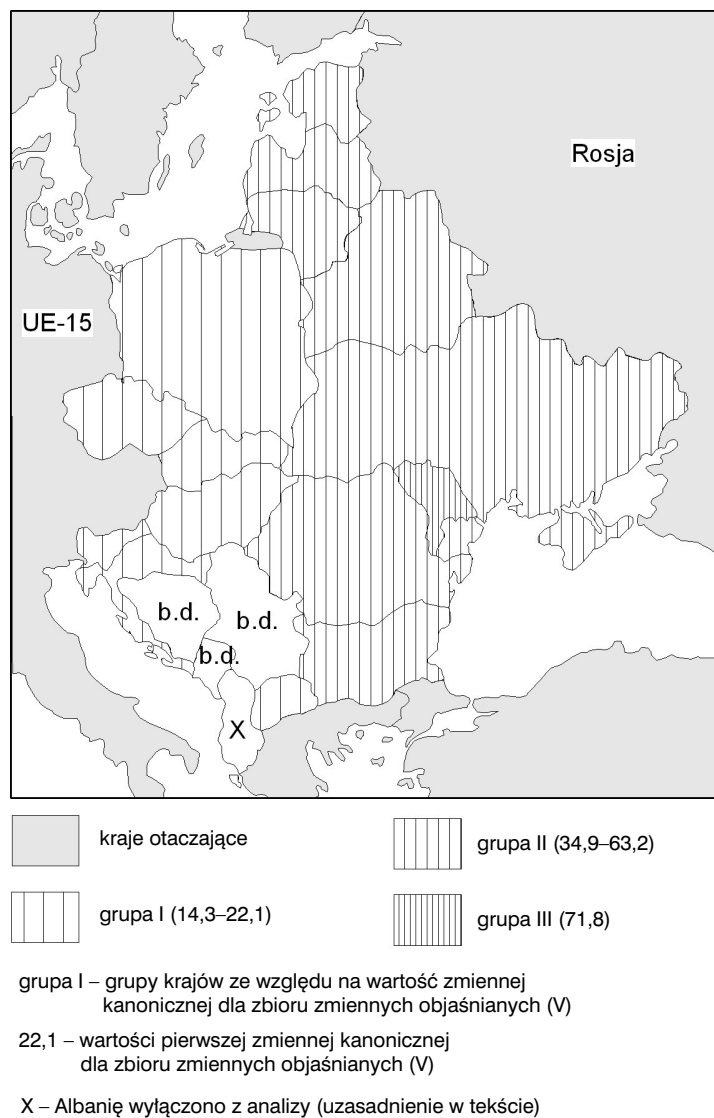 Rosja
UE-15
b.d.
b.d.
b.d.
X
kraje otaczające
grupa II (34,9–63,2)
grupa I (14,3–22,1)
grupa III (71,8)
grupa I – grupy krajów ze względu na wartość zmiennej
kanonicznej dla zbioru zmiennych objaśnianych (V)
22,1 – wartości pierwszej zmiennej kanonicznej
dla zbioru zmiennych objaśnianych (V)
X – Albanię wyłączono z analizy (uzasadnienie w tekście)